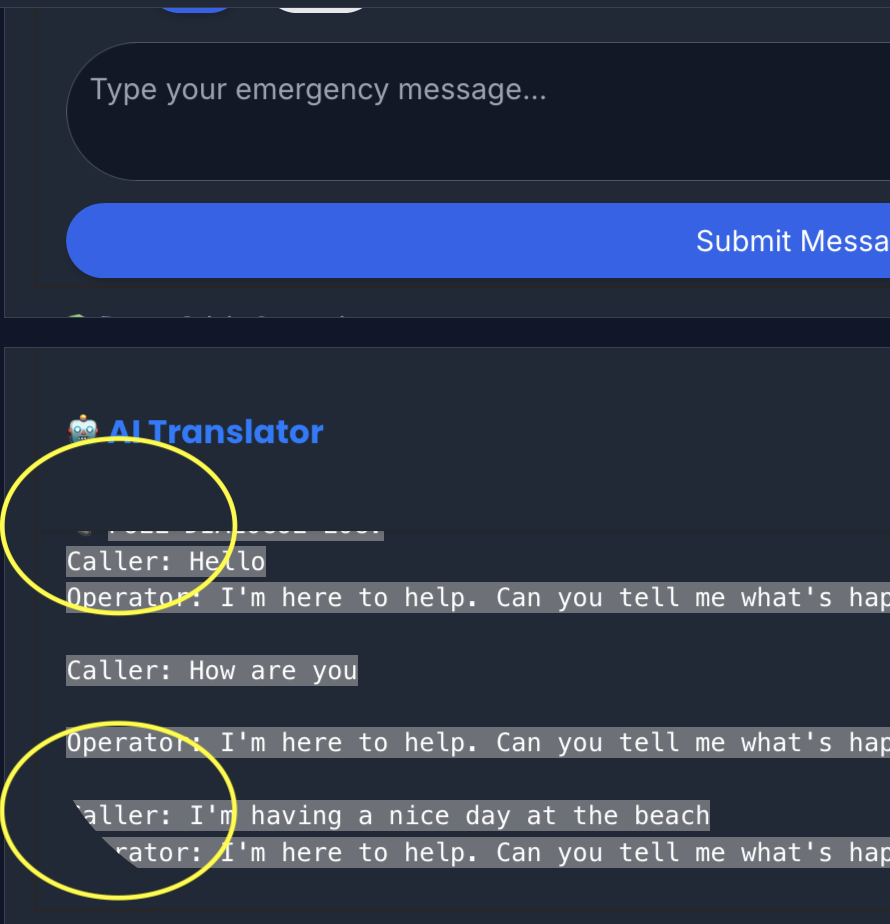 Type your emergency message...
Submit Messa
AI Translator
Caller: Hello
Operator: I'm here to help. Can you tell me what's hap
Caller: How are you
Operator: I'm here to help. Can you tell me what's hap
aller: I'm having a nice day at the beach
rator: I'm here to help. Can you tell me what's hap